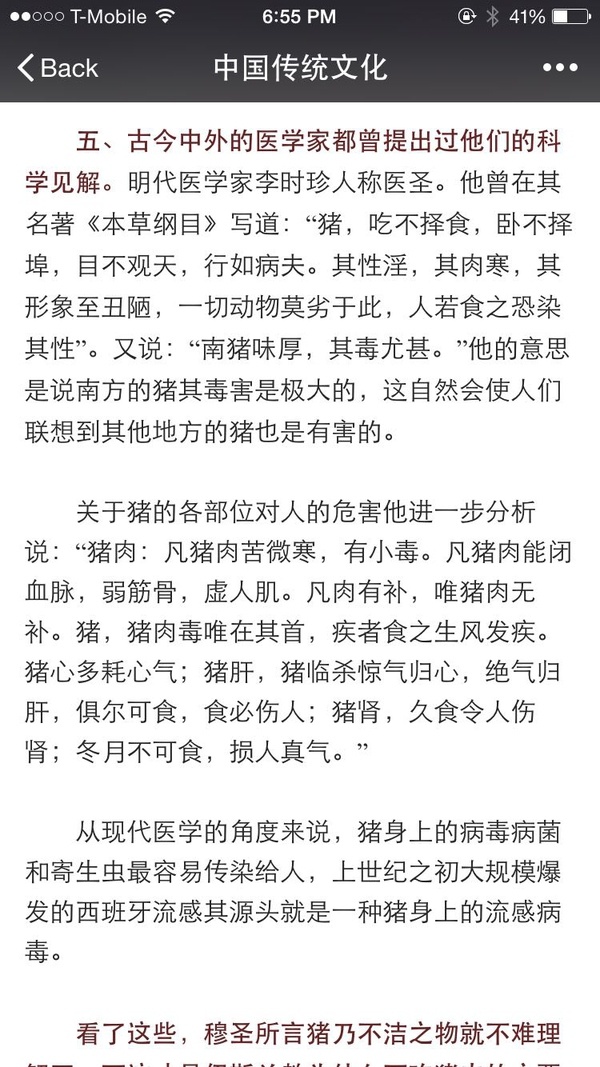 T-Mobile 6:55 PM 41%
Back 中国传统文化
五、古今中外的医学家都曾提出过他们的科
学见解。明代医学家李时珍人称医圣。他曾在其
名著《本草纲目》写道：“猪，吃不择食，卧不择
埠，目不观天，行如病夫。其性淫，其肉寒，其
形象至丑陋，一切动物莫劣于此，人若食之恐染
其性”。又说：“南猪味厚，其毒尤甚。”他的意思
是说南方的猪其毒害是极大的，这自然会使人们
联想到其他地方的猪也是有害的。
关于猪的各部位对人的危害他进一步分析
说：“猪肉：凡猪肉苦微寒，有小毒。凡猪肉能闭
血脉，弱筋骨，虚人肌。凡肉有补，唯猪肉无
补。猪，猪肉毒唯在其首，疾者食之生风发疾。
猪心多耗心气；猪肝，猪临杀惊气归心，绝气归
肝，俱尔可食，食必伤人；猪肾，久食令人伤
肾；冬月不可食，损人真气。”
从现代医学的角度来说，猪身上的病毒病菌
和寄生虫最容易传染给人，上世纪之初大规模爆
发的西班牙流感其源头就是一种猪身上的流感病
毒。
看了这些，穆圣所言猪乃不洁之物就不难理